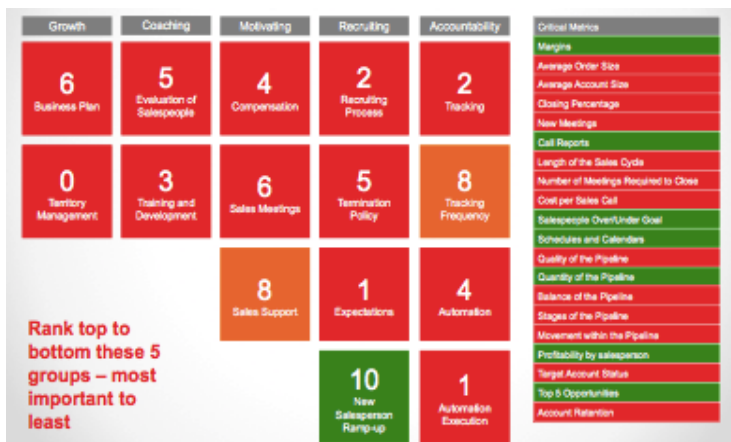 Growth
Coaching
Motivating
Recruiting
Accountability
6
Business Plan
5
Evaluation of
Salespeople
4
Compensation
2
Recruiting
Process
2
Tracking
0
Territory
Management
3
Training and
Development
6
Sales Meetings
5
Termination
Policy
8
Tracking
Frequency
8
Sales Support
1
Expectations
4
Automation
10
New
Salesperson
Ramp-up
1
Automation
Execution
Rank top to
bottom these 5
groups – most
important to
least
Critical Metrics
Margins
Average Order Size
Average Account Size
Closing Percentage
New Meetings
Call Reports
Length of the Sales Cycle
Number of Meetings Required to Close
Cost per Sales Call
Salespeople Over/Under Goal
Schedules and Calendars
Quality of the Pipeline
Quantity of the Pipeline
Balance of the Pipeline
Stages of the Pipeline
Movement within the Pipeline
Profitability by salesperson
Target Account Status
Top 5 Opportunities
Account Retention